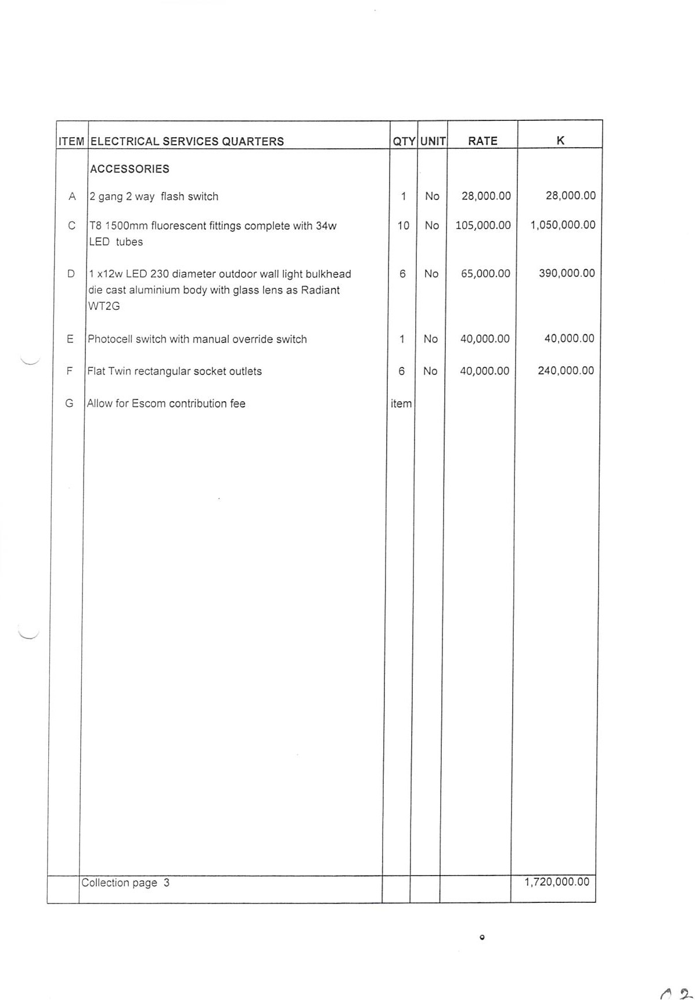 ITEM ELECTRICAL SERVICES QUARTERS QTY UNIT RATE K
ACCESSORIES
A 2 gang 2 way flash switch 1 No 28,000.00 28,000.00
C T8 1500mm fluorescent fittings complete with 34w 10 No 105,000.00 1,050,000.00
LED tubes
D 1 x12w LED 230 diameter outdoor wall light bulkhead 6 No 65,000.00 390,000.00
die cast aluminium body with glass lens as Radiant
WT2G
E Photocell switch with manual override switch 1 No 40,000.00 40,000.00
F Flat Twin rectangular socket outlets 6 No 40,000.00 240,000.00
G Allow for Escom contribution fee item
Collection page 3 1,720,000.00